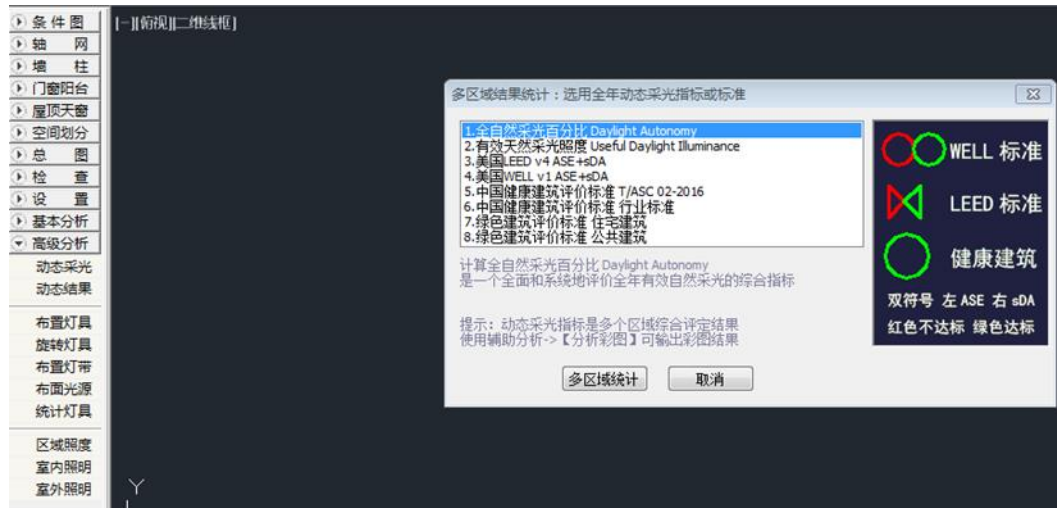 条件图
轴 网
墙 柱
门窗阳台
屋顶天窗
空间划分
总 图
检 查
设 置
基本分析
高级分析
动态采光
动态结果
布置灯具
旋转灯具
布置灯带
布面光源
统计灯具
区域照度
室内照明
室外照明
[-][俯视][二维线框]
多区域结果统计：选用全年动态采光指标或标准
1.全自然采光百分比 Daylight Autonomy
2.有效天然采光照度 Useful Daylight Illuminance
3.美国LEED v4 ASE+sDA
4.美国WELL v1 ASE+sDA
5.中国健康建筑评价标准 T/ASC 02-2016
6.中国健康建筑评价标准 行业标准
7.绿色建筑评价标准 住宅建筑
8.绿色建筑评价标准 公共建筑
计算全自然采光百分比 Daylight Autonomy
是一个全面和系统地评价全年有效自然采光的综合指标
提示：动态采光指标是多个区域综合评定结果
使用辅助分析->【分析彩图】可输出彩图结果
多区域统计
取消
WELL 标准
LEED 标准
健康建筑
双符号 左 ASE 右 sDA
红色不达标 绿色达标
Y